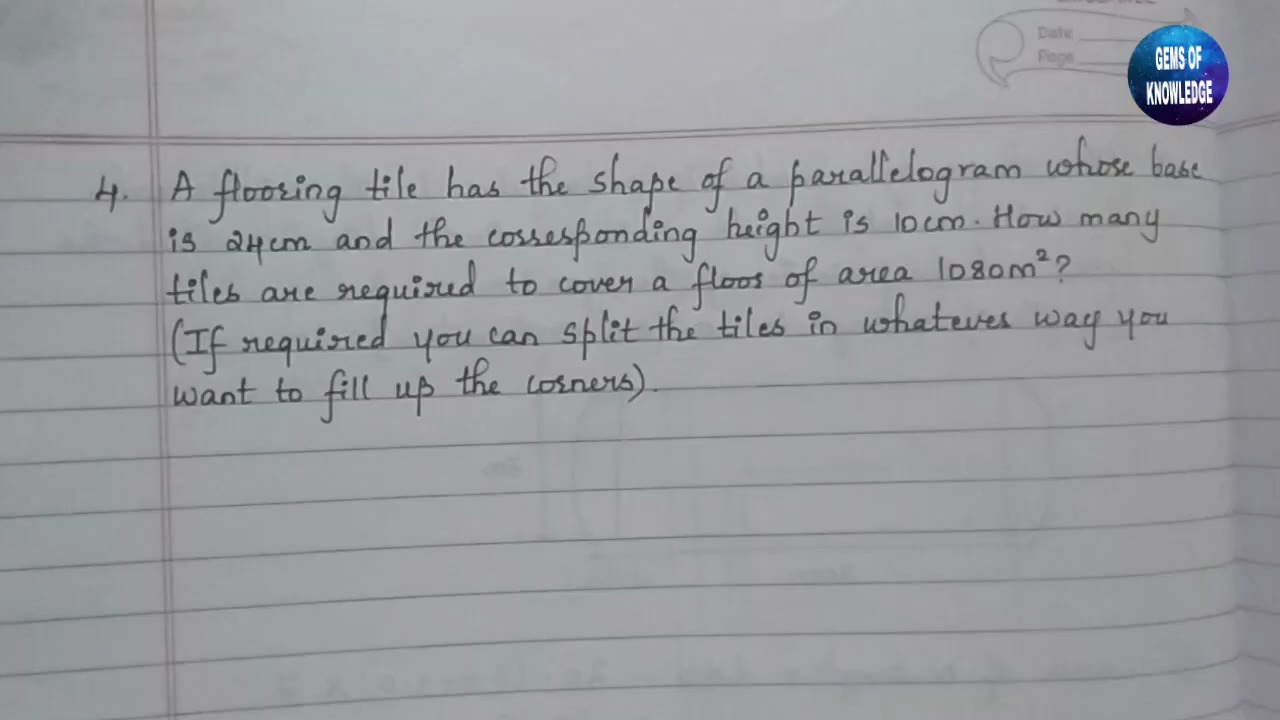 Date
Page
GEMS OF
KNOWLEDGE
4. A flooring tile has the shape of a parallelogram whose base
is 24cm and the corresponding height is 10cm. How many
tiles are required to cover a floor of area 1080m²?
(If required you can split the tiles in whatever way you
want to fill up the corners).